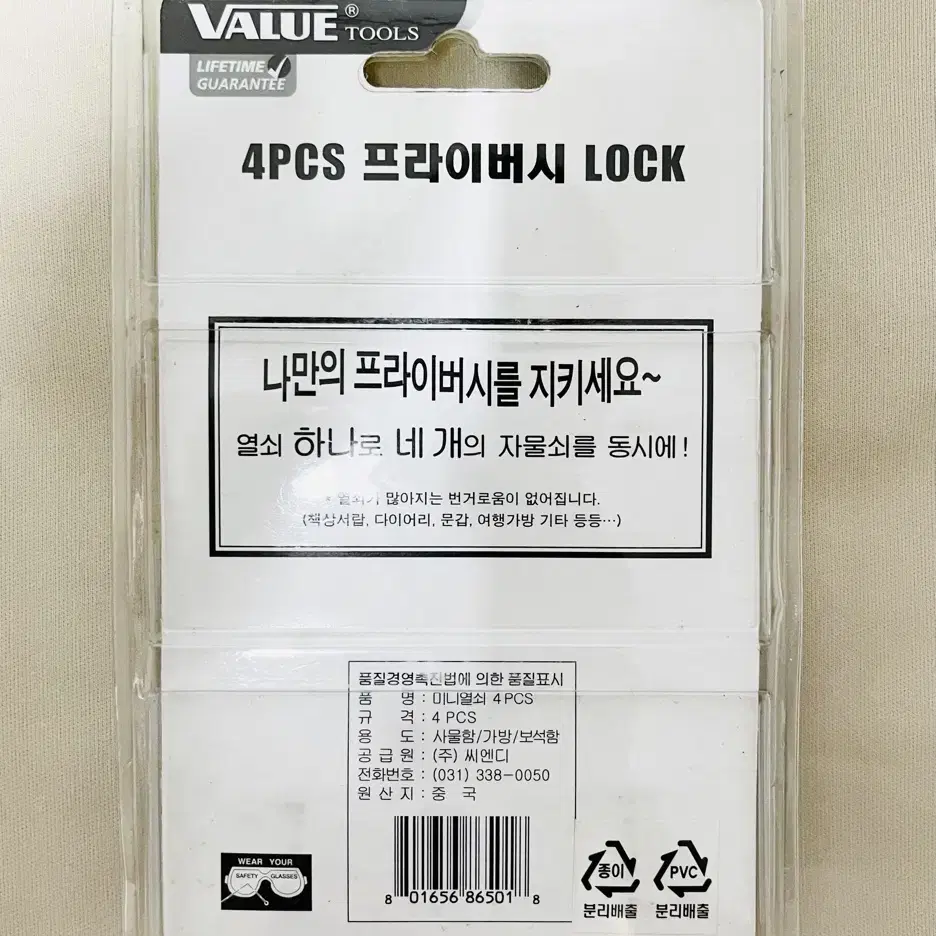 VALUE® TOOLS
LIFETIME
GUARANTEE
4PCS 프라이버시 LOCK
나만의 프라이버시를 지키세요~
열쇠 하나로 네 개의 자물쇠를 동시에!
열쇠가 많아지는 번거로움이 없어집니다.
(책상서랍, 다이어리, 문갑, 여행가방 기타 등등…)
품질경영촉진법에 의한 품질표시
품 명 : 미니열쇠 4PCS
규 격 : 4 PCS
용 도 : 사물함/가방/보석함
공 급 원 : (주) 씨엔디
전화번호 : (031) 338-0050
원 산 지 : 중 국
8 01656 86501 8
WEAR YOUR
SAFETY GLASSES
종이
분리배출
PVC
분리배출